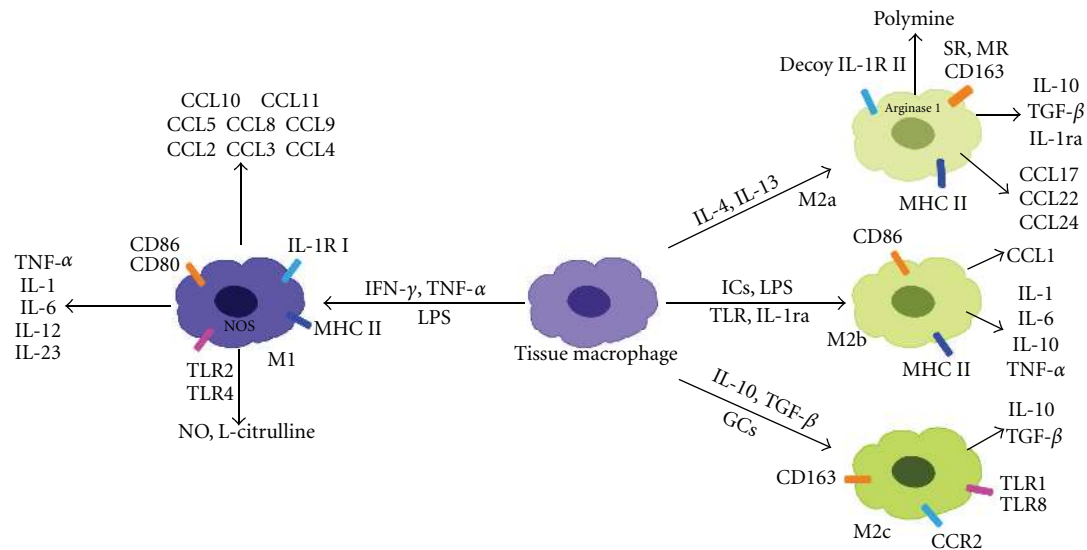 CCL10 CCL11
CCL5 CCL8 CCL9
CCL2 CCL3 CCL4
CD86
CD80
IL-1R I
TNF-α
IL-1
IL-6
IL-12
IL-23
NOS
MHC II
M1
TLR2
TLR4
NO, L-citrulline
IFN-γ, TNF-α
LPS
Tissue macrophage
IL-4, IL-13
M2a
Polymine
Decoy IL-1R II
SR, MR
CD163
Arginase 1
IL-10
TGF-β
IL-1ra
CCL17
CCL22
CCL24
MHC II
ICs, LPS
TLR, IL-1ra
M2b
CD86
CCL1
IL-1
IL-6
IL-10
TNF-α
MHC II
IL-10, TGF-β
GCs
CD163
IL-10
TGF-β
TLR1
TLR8
M2c
CCR2